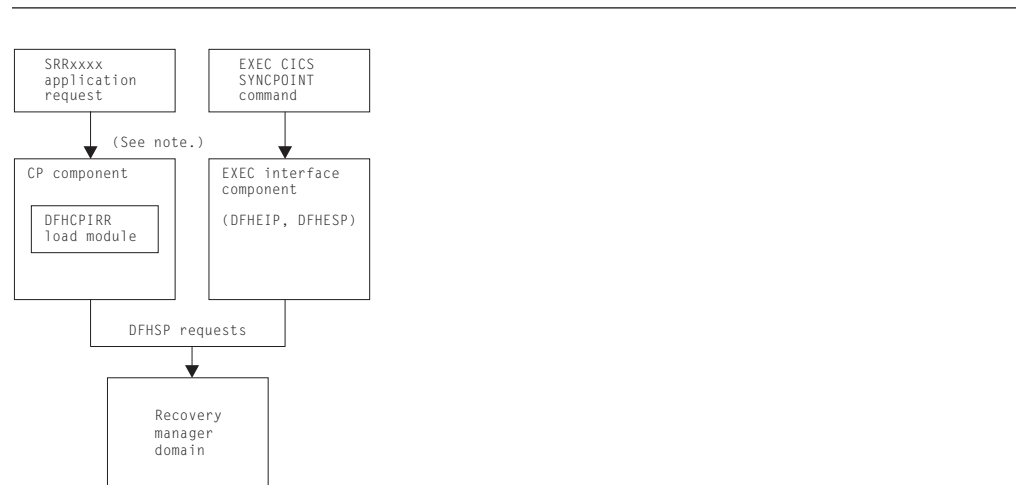 SRRxxxx
application
request
EXEC CICS
SYNCPOINT
command
(See note.)
CP component
DFHCPIRR
load module
EXEC interface
component
(DFHEIP, DFHESP)
DFHSP requests
Recovery
manager
domain